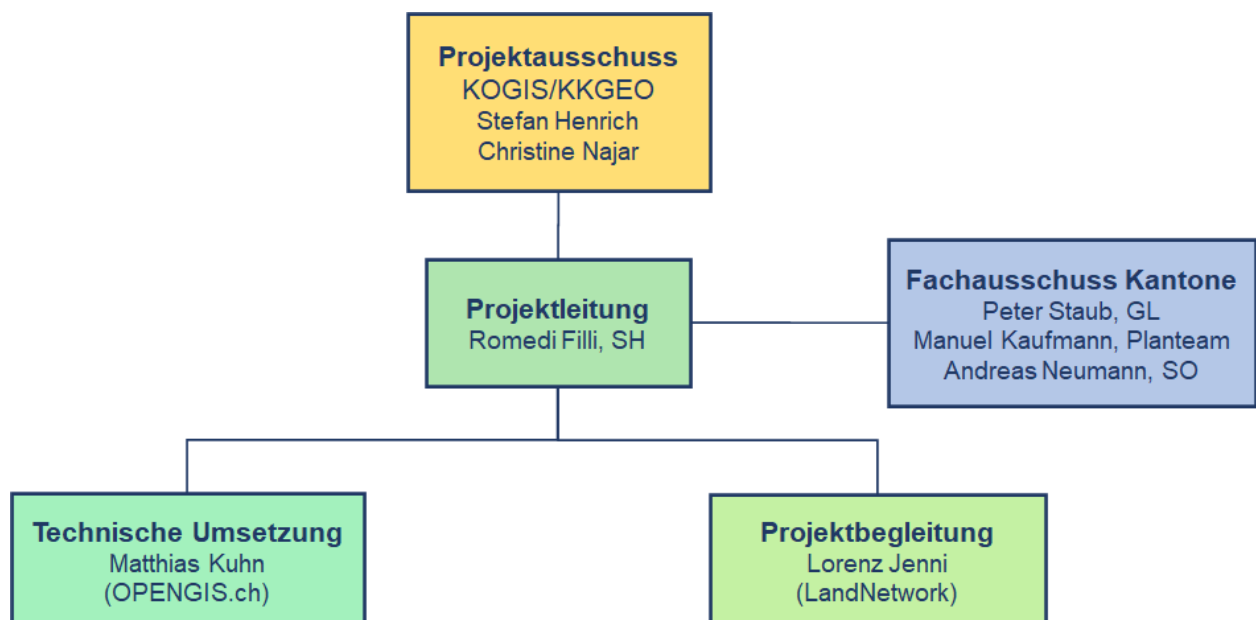 Projektausschuss
KOGIS/KKGEO
Stefan Henrich
Christine Najar
Projektleitung
Romedi Filli, SH
Fachausschuss Kantone
Peter Staub, GL
Manuel Kaufmann, Planteam
Andreas Neumann, SO
Technische Umsetzung
Matthias Kuhn
(OPENGIS.ch)
Projektbegleitung
Lorenz Jenni
(LandNetwork)